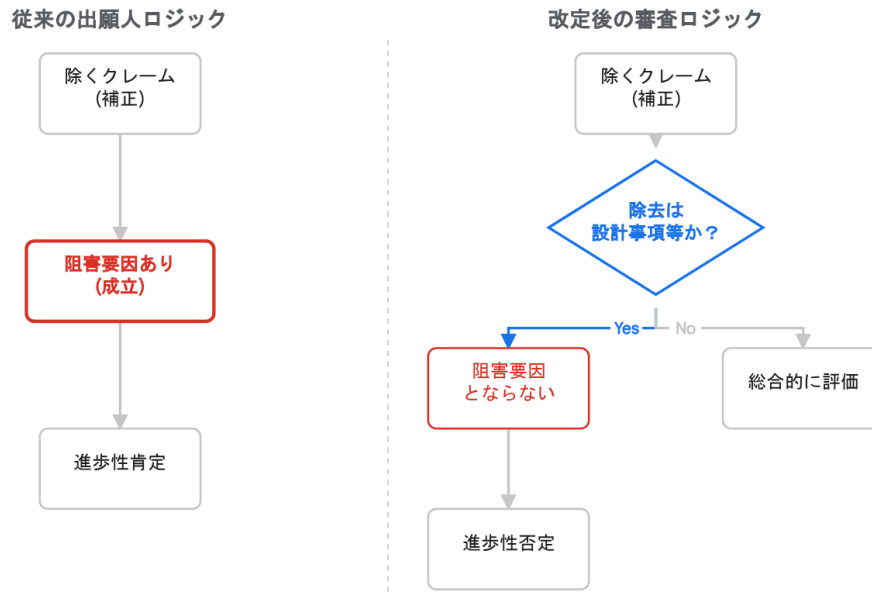 従来の出願人ロジック
除くクレーム
(補正)
阻害要因あり
(成立)
進歩性肯定
改定後の審査ロジック
除くクレーム
(補正)
除去は
設計事項等か？
Yes
No
阻害要因
とならない
総合的に評価
進歩性否定